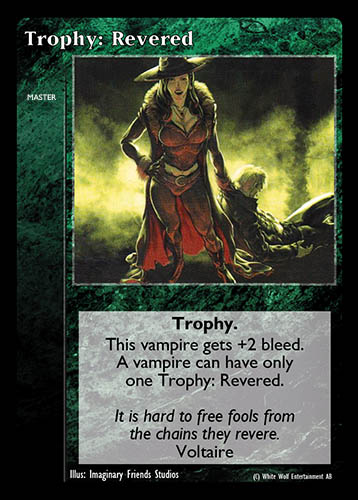 Trophy: Revered
MASTER
Trophy.
This vampire gets +2 bleed.
A vampire can have only
one Trophy: Revered.
It is hard to free fools from
the chains they revere.
Voltaire
Illus: Imaginary Friends Studios
(C) White Wolf Entertainment AB